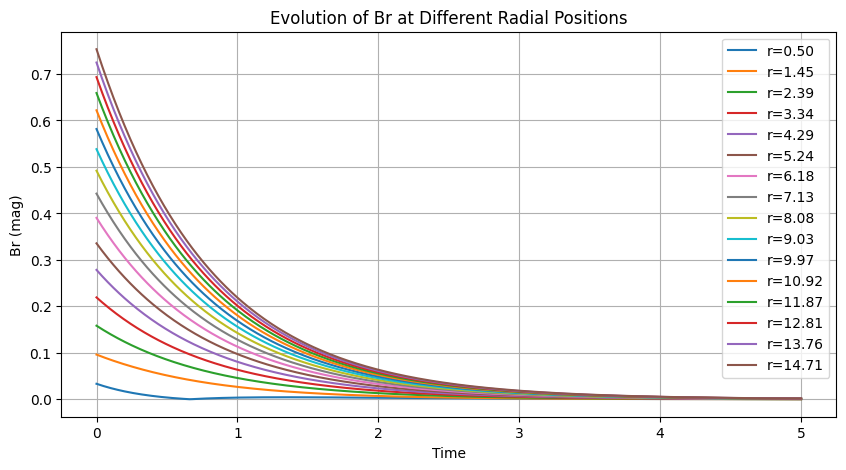 Evolution of Br at Different Radial Positions
Br (mag)
0.7
0.6
0.5
0.4
0.3
0.2
0.1
0.0
0
1
2
3
4
5
Time
r=0.50
r=1.45
r=2.39
r=3.34
r=4.29
r=5.24
r=6.18
r=7.13
r=8.08
r=9.03
r=9.97
r=10.92
r=11.87
r=12.81
r=13.76
r=14.71